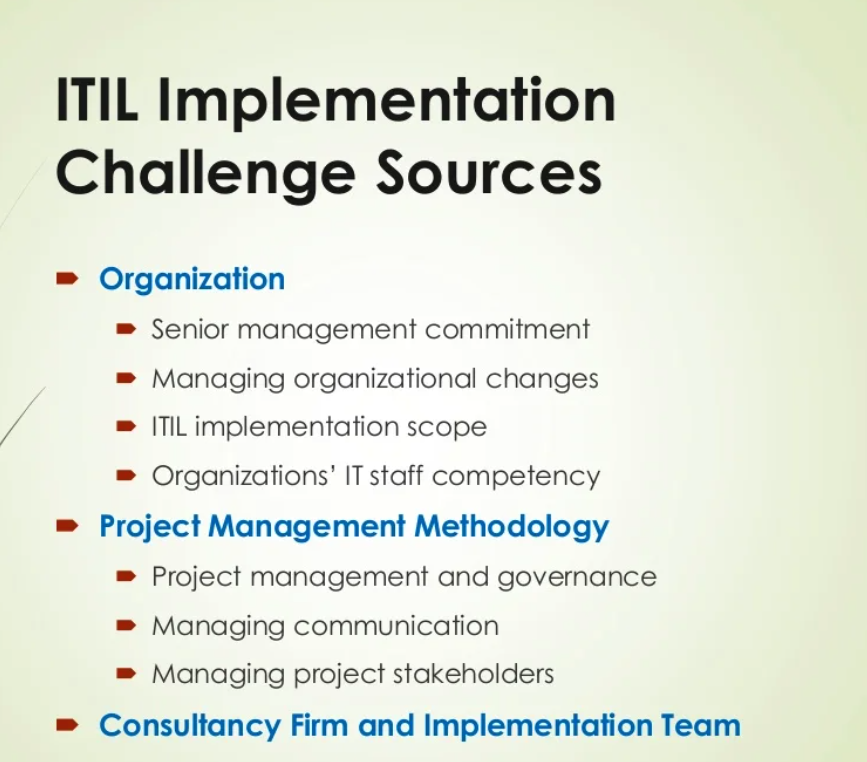 ITIL Implementation
Challenge Sources
Organization
Senior management commitment
Managing organizational changes
ITIL implementation scope
Organizations’ IT staff competency
Project Management Methodology
Project management and governance
Managing communication
Managing project stakeholders
Consultancy Firm and Implementation Team